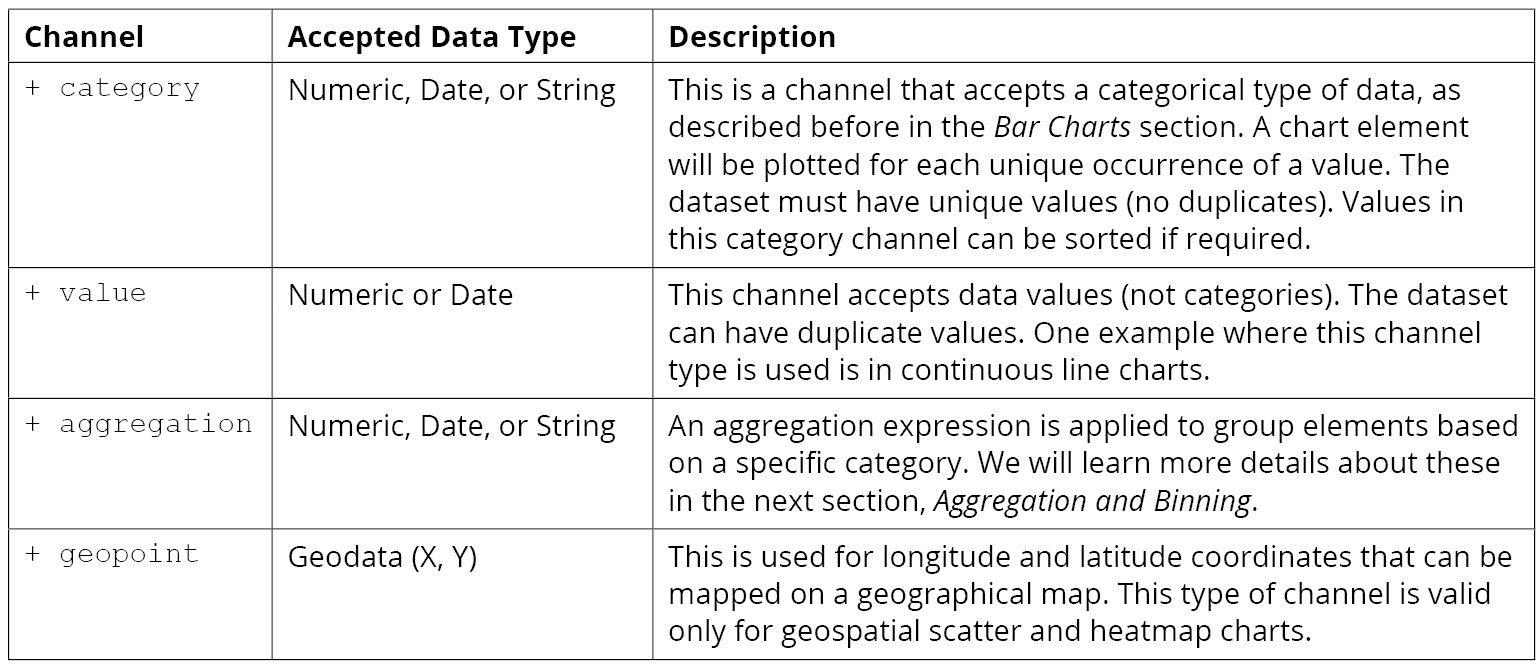 Channel Accepted Data Type Description
+ category Numeric, Date, or String This is a channel that accepts a categorical type of data, as
described before in the Bar Charts section. A chart element
will be plotted for each unique occurrence of a value. The
dataset must have unique values (no duplicates). Values in
this category channel can be sorted if required.
+ value Numeric or Date This channel accepts data values (not categories). The dataset
can have duplicate values. One example where this channel
type is used is in continuous line charts.
+ aggregation Numeric, Date, or String An aggregation expression is applied to group elements based
on a specific category. We will learn more details about these
in the next section, Aggregation and Binning.
+ geopoint Geodata (X, Y) This is used for longitude and latitude coordinates that can be
mapped on a geographical map. This type of channel is valid
only for geospatial scatter and heatmap charts.